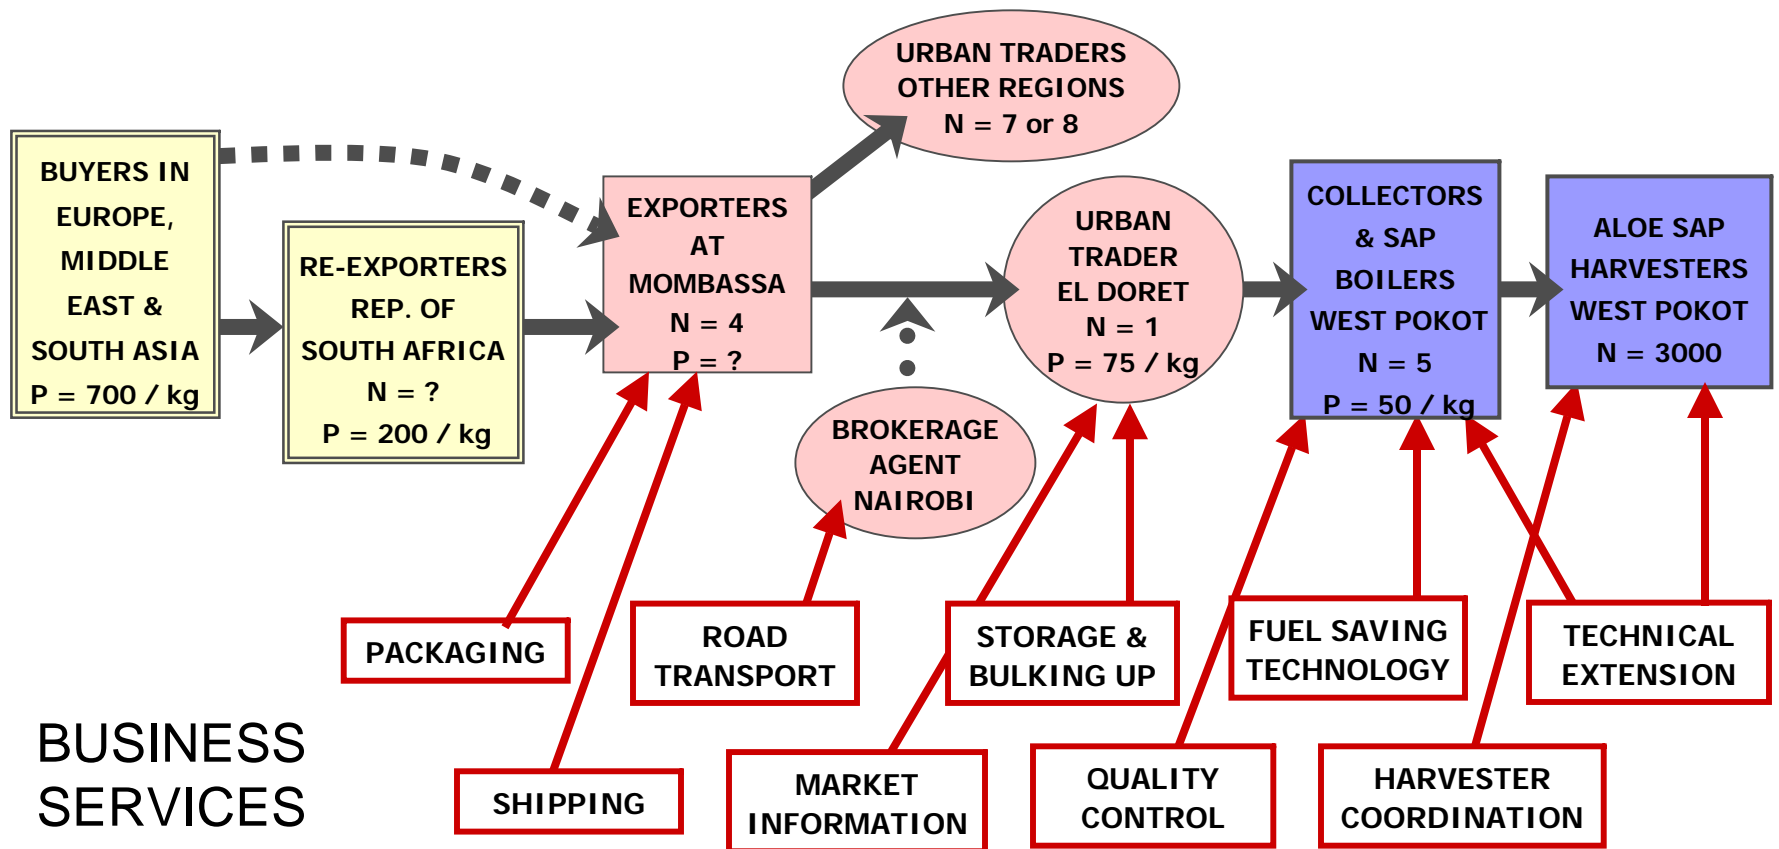 URBAN TRADERS
OTHER REGIONS
N = 7 or 8
BUYERS IN
EUROPE,
MIDDLE
EAST &
SOUTH ASIA
P = 700 / kg
RE-EXPORTERS
REP. OF
SOUTH AFRICA
N = ?
P = 200 / kg
EXPORTERS
AT
MOMBASSA
N = 4
P = ?
URBAN
TRADER
EL DORET
N = 1
P = 75 / kg
COLLECTORS
& SAP
BOILERS
WEST POKOT
N = 5
P = 50 / kg
ALOE SAP
HARVESTERS
WEST POKOT
N = 3000
BROKERAGE
AGENT
NAIROBI
PACKAGING
ROAD
TRANSPORT
STORAGE &
BULKING UP
FUEL SAVING
TECHNOLOGY
TECHNICAL
EXTENSION
BUSINESS
SERVICES
SHIPPING
MARKET
INFORMATION
QUALITY
CONTROL
HARVESTER
COORDINATION